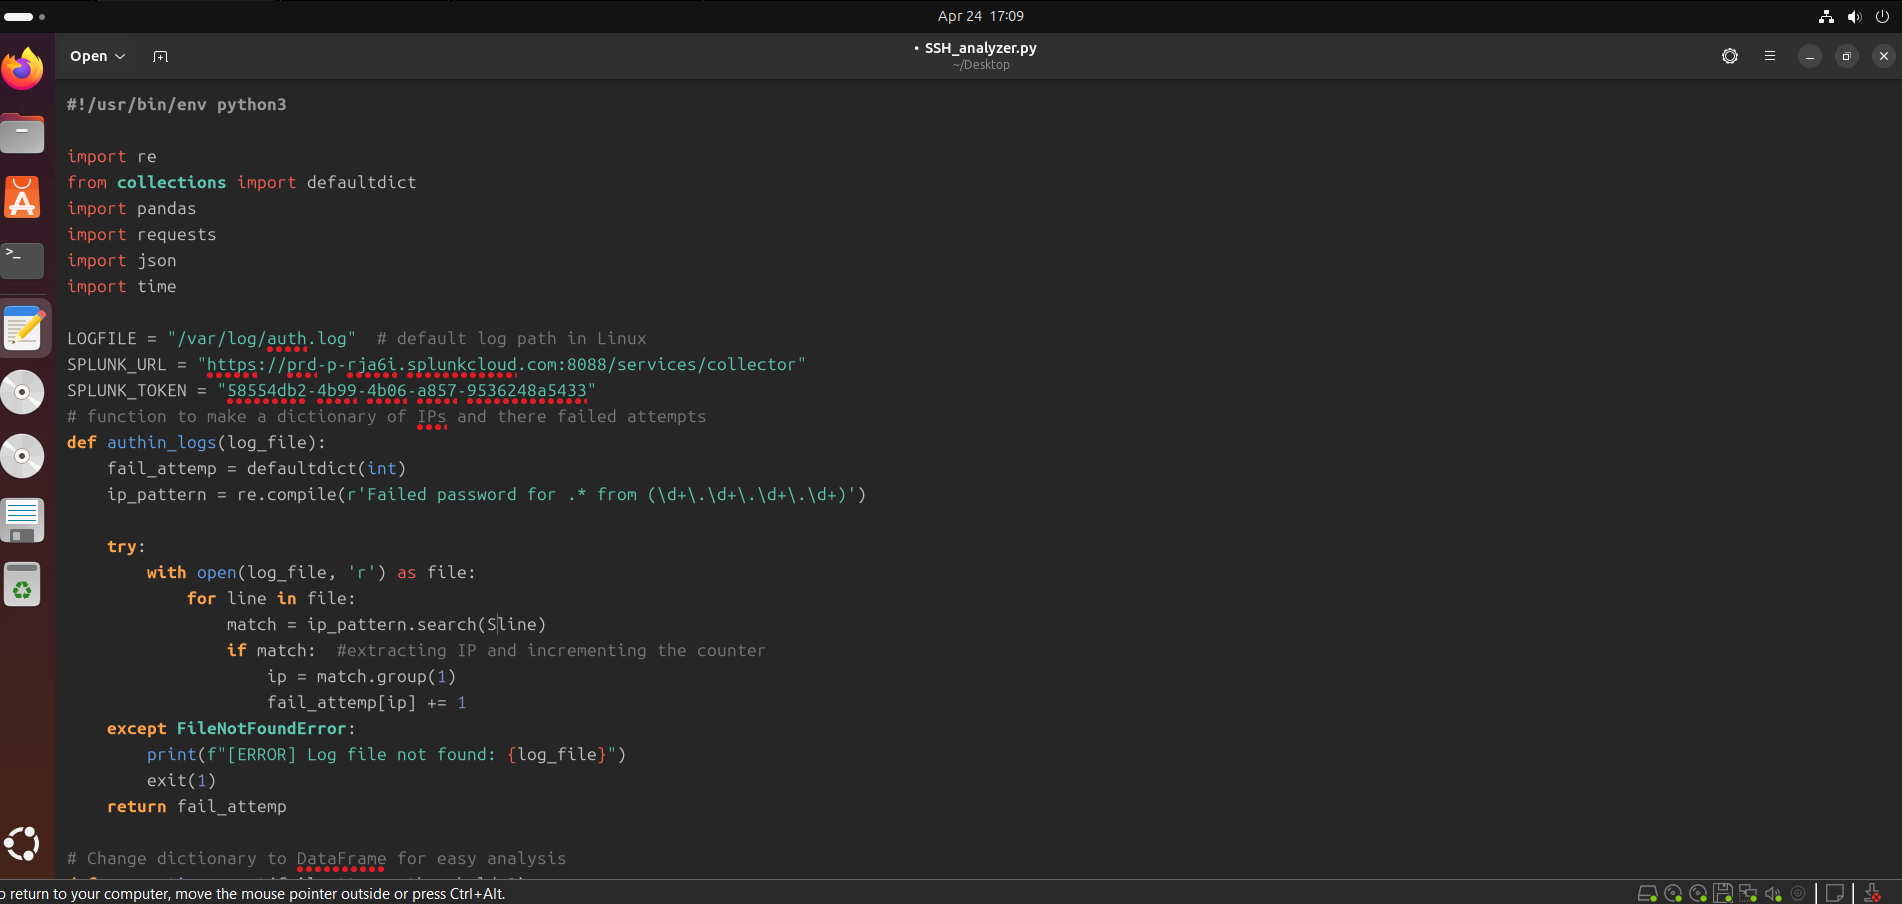 Apr 24 17:09
Open
• SSH_analyzer.py
~/Desktop
#!/usr/bin/env python3
import re
from collections import defaultdict
import pandas
import requests
import json
import time
LOGFILE = "/var/log/auth.log"  # default log path in Linux
SPLUNK_URL = "https://prd-p-rja6i.splunkcloud.com:8088/services/collector"
SPLUNK_TOKEN = "58554db2-4b99-4b06-a857-9536248a5433"
# function to make a dictionary of IPs and there failed attempts
def authin_logs(log_file):
    fail_attemp = defaultdict(int)
    ip_pattern = re.compile(r'Failed password for .* from (\d+\.\d+\.\d+\.\d+)')
    try:
        with open(log_file, 'r') as file:
            for line in file:
                match = ip_pattern.search(Sline)
                if match:  #extracting IP and incrementing the counter
                    ip = match.group(1)
                    fail_attemp[ip] += 1
    except FileNotFoundError:
        print(f"[ERROR] Log file not found: {log_file}")
        exit(1)
    return fail_attemp
# Change dictionary to DataFrame for easy analysis
o return to your computer, move the mouse pointer outside or press Ctrl+Alt.